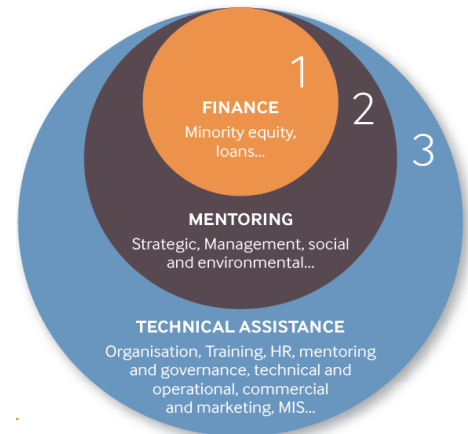 1
FINANCE
Minority equity,
loans...
2
MENTORING
Strategic, Management, social
and environmental...
3
TECHNICAL ASSISTANCE
Organisation, Training, HR, mentoring
and governance, technical and
operational, commercial
and marketing, MIS...